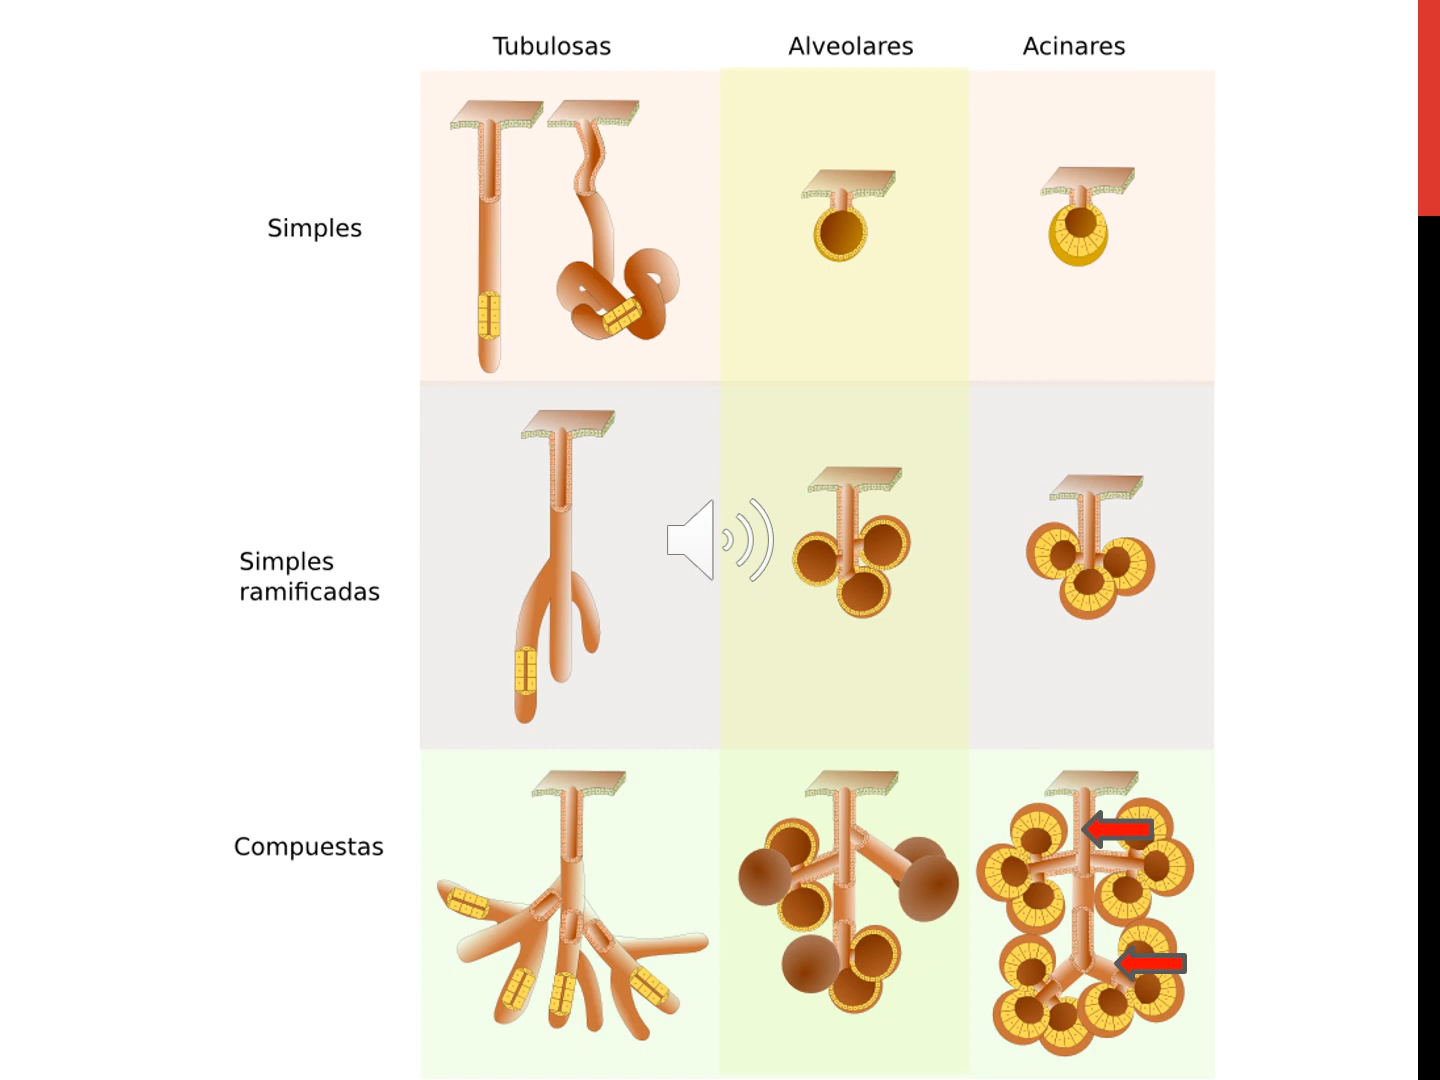 Tubulosas
Alveolares
Acinares
Simples
Simples
ramificadas
Compuestas